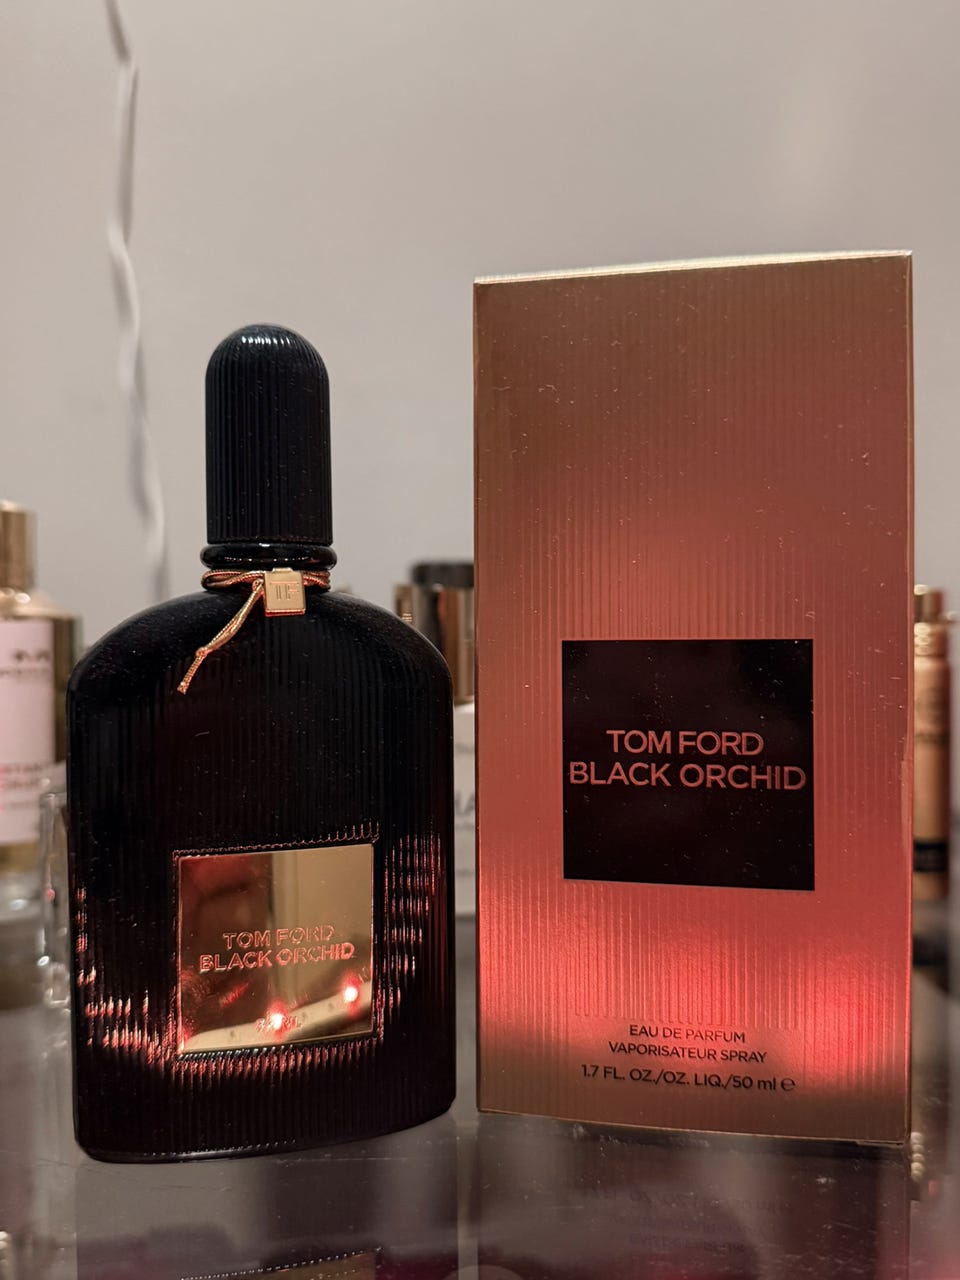 TF
TOM FORD
BLACK ORCHID
TOM FORD
BLACK ORCHID
EAU DE PARFUM
VAPORISATEUR SPRAY
1.7 FL. OZ./OZ. LIQ./50 ml ℮